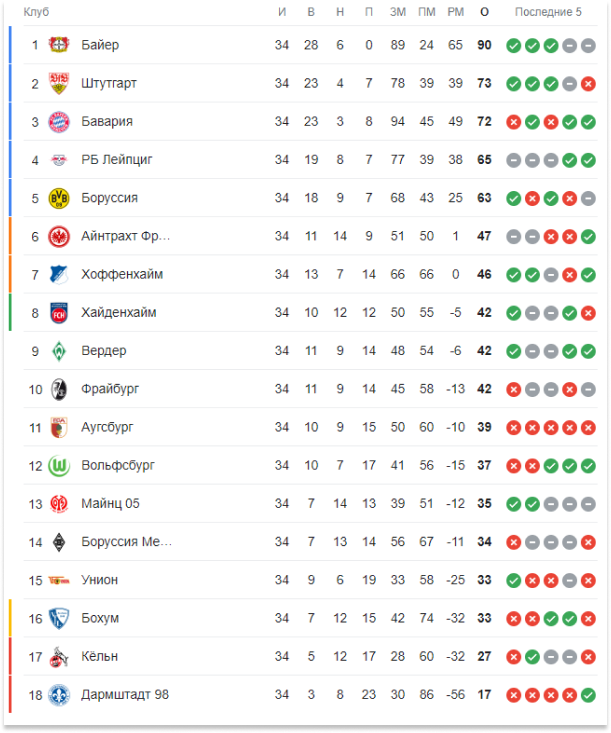 Клуб И В Н П ЗМ ПМ РМ О Последние 5
1 Байер 34 28 6 0 89 24 65 90
2 Штутгарт 34 23 4 7 78 39 39 73
3 Бавария 34 23 3 8 94 45 49 72
4 РБ Лейпциг 34 19 8 7 77 39 38 65
5 Боруссия 34 18 9 7 68 43 25 63
6 Айнтрахт Фр... 34 11 14 9 51 50 1 47
7 Хоффенхайм 34 13 7 14 66 66 0 46
8 Хайденхайм 34 10 12 12 50 55 -5 42
9 Вердер 34 11 9 14 48 54 -6 42
10 Фрайбург 34 11 9 14 45 58 -13 42
11 Аугсбург 34 10 9 15 50 60 -10 39
12 Вольфсбург 34 10 7 17 41 56 -15 37
13 Майнц 05 34 7 14 13 39 51 -12 35
14 Боруссия Ме... 34 7 13 14 56 67 -11 34
15 Унион 34 9 6 19 33 58 -25 33
16 Бохум 34 7 12 15 42 74 -32 33
17 Кёльн 34 5 12 17 28 60 -32 27
18 Дармштадт 98 34 3 8 23 30 86 -56 17